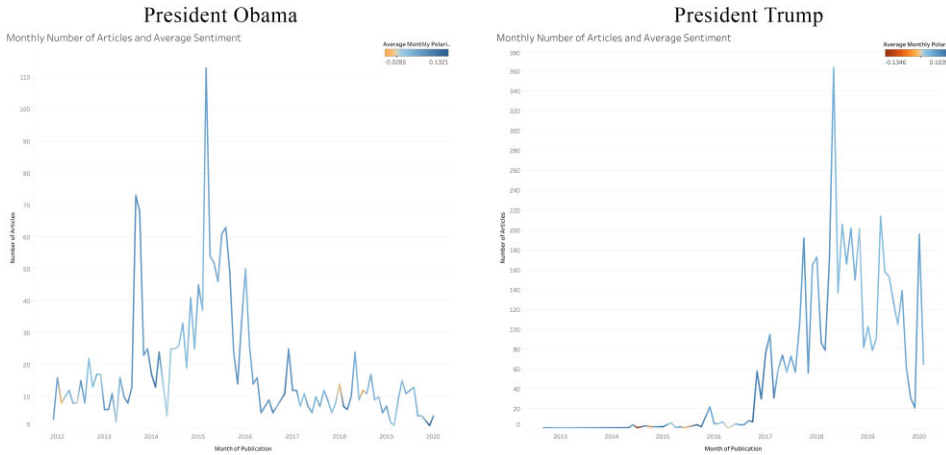 President Obama
Monthly Number of Articles and Average Sentiment
Average Monthly Polari..
-0.0285 0.1321
110
100
90
80
70
60
50
40
30
20
10
0
Number of Articles
2012 2013 2014 2015 2016 2017 2018 2019 2020
Month of Publication
President Trump
Monthly Number of Articles and Average Sentiment
Average Monthly Polari
-0.1346
380
360
340
320
300
280
260
240
220
200
180
160
140
120
100
80
60
40
20
0
Number of Articles
2013 2014 2015 2016 2017 2018 2019 2020
Month of Publication